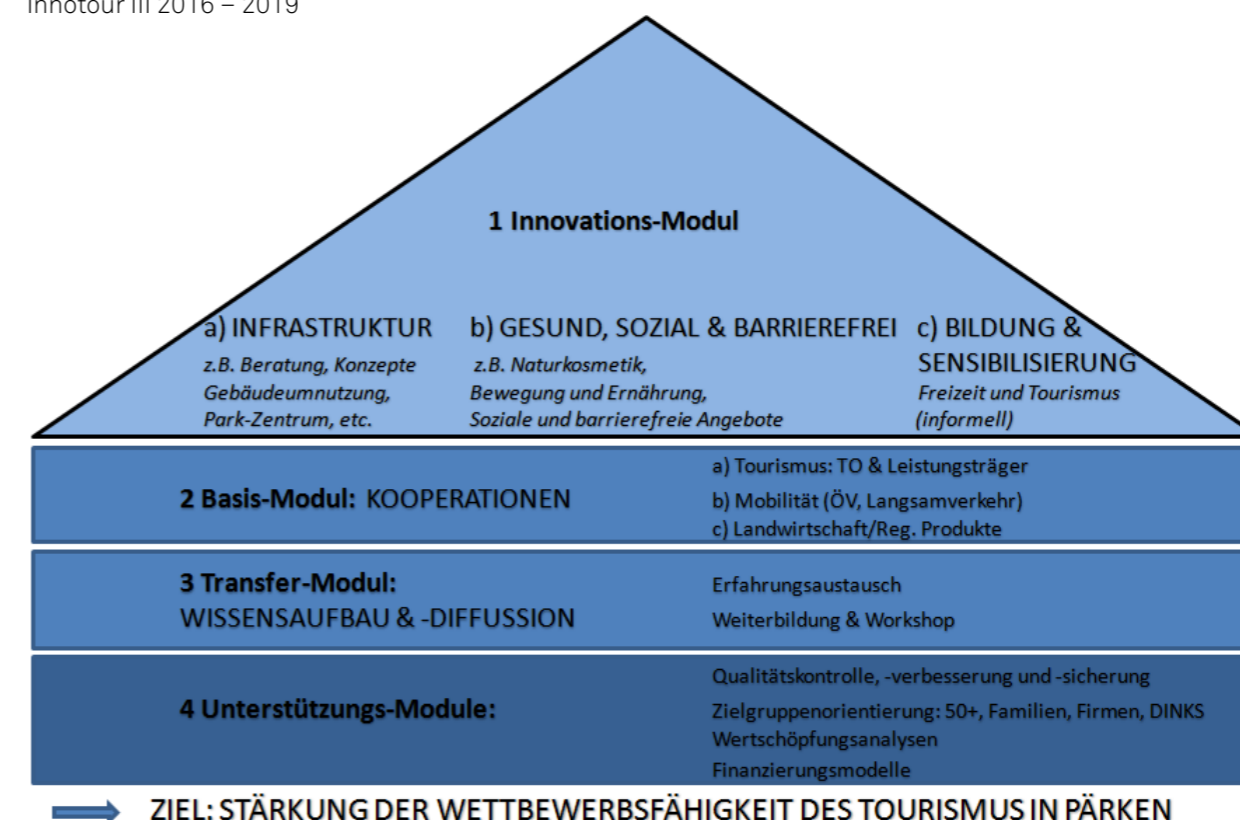 Innotour III 2016 – 2019
1 Innovations-Modul
a) INFRASTRUKTUR
z.B. Beratung, Konzepte
Gebäudeumnutzung,
Park-Zentrum, etc.
b) GESUND, SOZIAL & BARRIEREFREI
z.B. Naturkosmetik,
Bewegung und Ernährung,
Soziale und barrierefreie Angebote
c) BILDUNG &
SENSIBILISIERUNG
Freizeit und Tourismus
(informell)
2 Basis-Modul: KOOPERATIONEN
a) Tourismus: TO & Leistungsträger
b) Mobilität (ÖV, Langsamverkehr)
c) Landwirtschaft/Reg. Produkte
3 Transfer-Modul:
WISSENSAUFBAU & -DIFFUSSION
Erfahrungsaustausch
Weiterbildung & Workshop
4 Unterstützungs-Module:
Qualitätskontrolle, -verbesserung und -sicherung
Zielgruppenorientierung: 50+, Familien, Firmen, DINKS
Wertschöpfungsanalysen
Finanzierungsmodelle
ZIEL: STÄRKUNG DER WETTBEWERBSFÄHIGKEIT DES TOURISMUS IN PÄRKEN